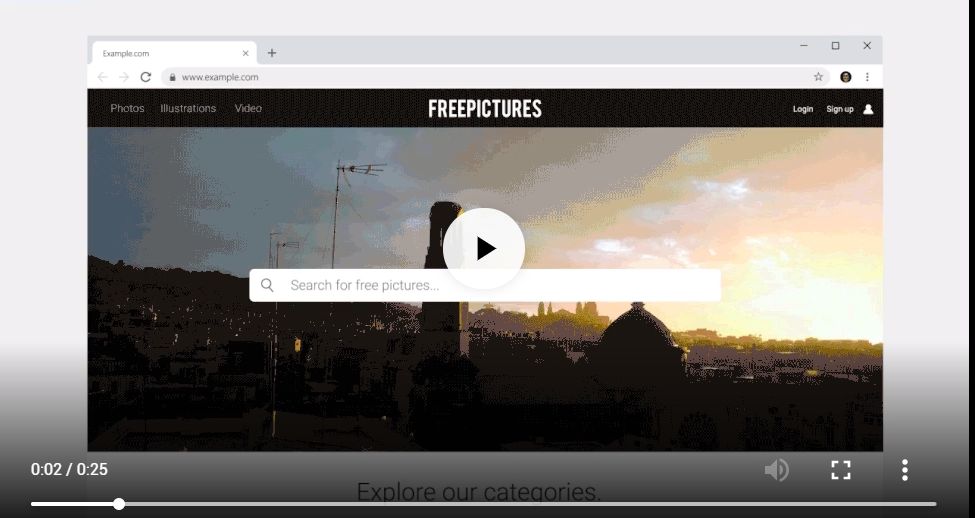 Example.com
www.example.com
Photos Illustrations Video FREEPICTURES Login Sign up
Search for free pictures...
0:02 / 0:25
Explore our categories.